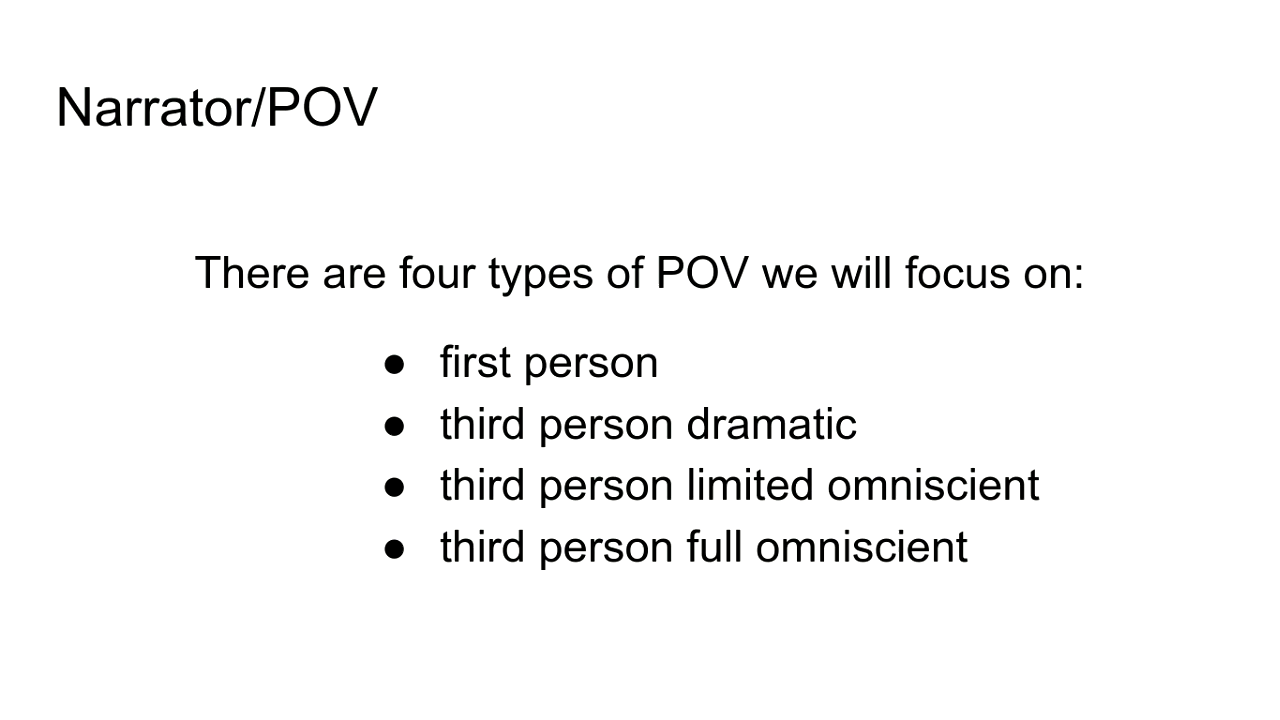 Narrator/POV
There are four types of POV we will focus on:
● first person
● third person dramatic
● third person limited omniscient
● third person full omniscient